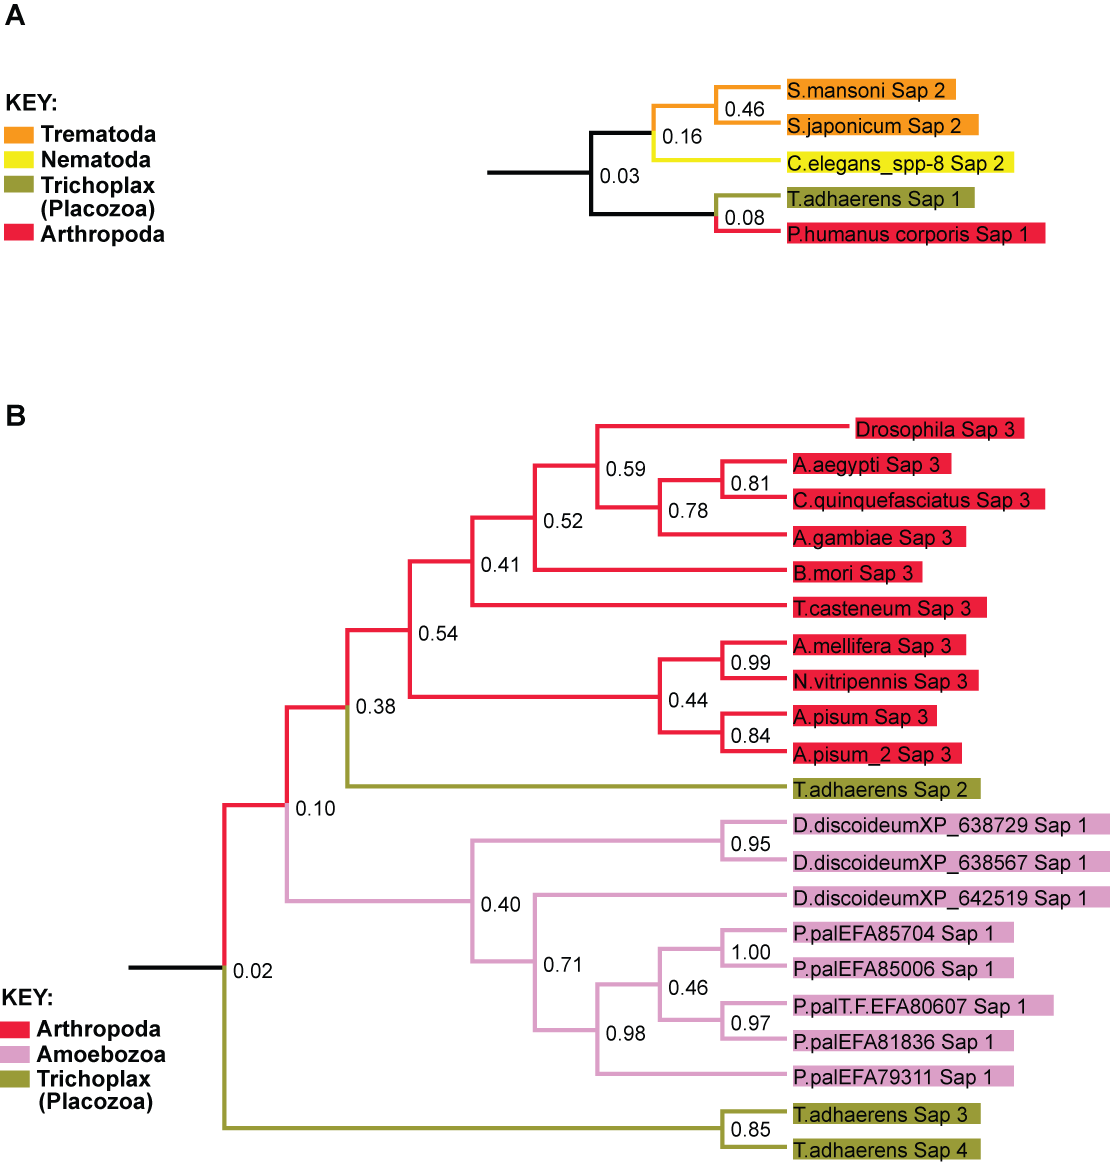 A
KEY:
Trematoda
Nematoda
Trichoplax
(Placozoa)
Arthropoda
S.mansoni Sap 2
0.46
S.japonicum Sap 2
0.16
C.elegans_spp-8 Sap 2
0.03
T.adhaerens Sap 1
0.08
P.humanus corporis Sap 1
B
Drosophila Sap 3
0.59
A.aegypti Sap 3
0.81
C.quinquefasciatus Sap 3
0.78
0.52
A.gambiae Sap 3
0.41
B.mori Sap 3
T.casteneum Sap 3
0.54
A.mellifera Sap 3
0.99
N.vitripennis Sap 3
0.44
0.38
A.pisum Sap 3
0.84
A.pisum_2 Sap 3
T.adhaerens Sap 2
0.10
D.discoideumXP_638729 Sap 1
0.95
D.discoideumXP_638567 Sap 1
D.discoideumXP_642519 Sap 1
0.40
P.palEFA85704 Sap 1
1.00
0.71
P.palEFA85006 Sap 1
0.02
0.46
P.palT.F.EFA80607 Sap 1
0.97
0.98
P.palEFA81836 Sap 1
P.palEFA79311 Sap 1
T.adhaerens Sap 3
0.85
T.adhaerens Sap 4
KEY:
Arthropoda
Amoebozoa
Trichoplax
(Placozoa)